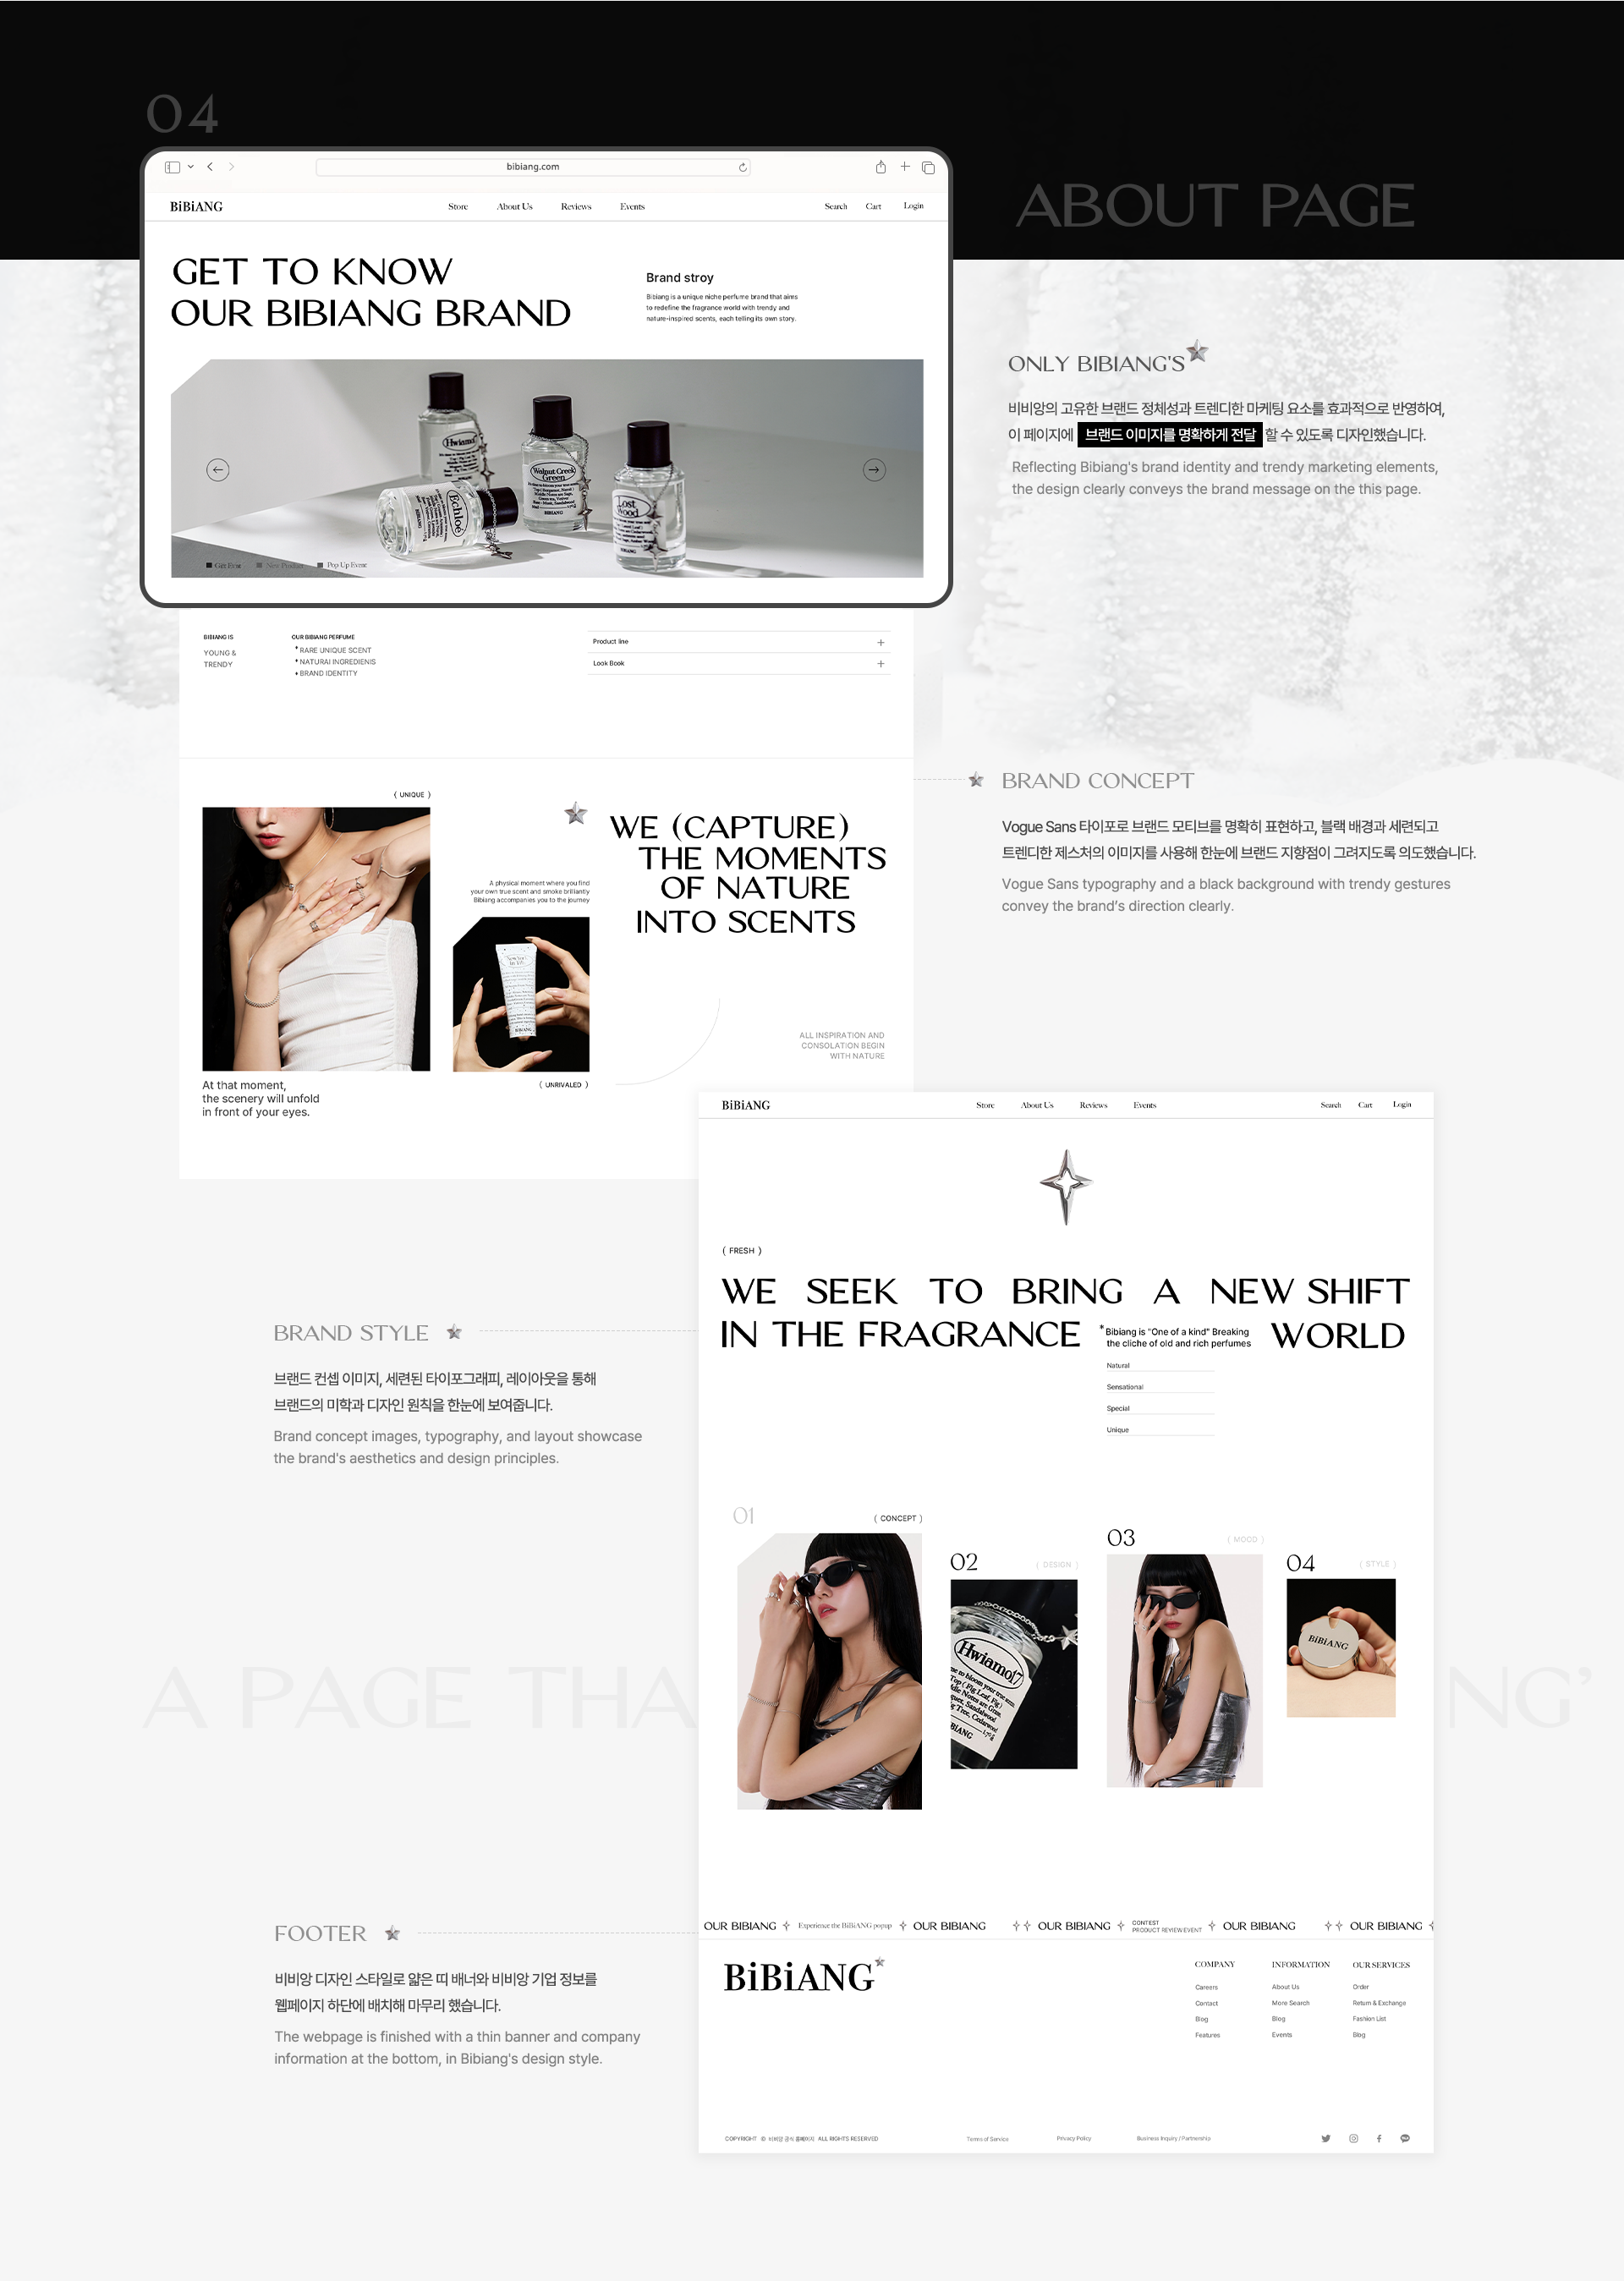 04
ABOUT PAGE
bibiang.com
BiBiANG
Store About Us Reviews Events
Search Cart Login
GET TO KNOW
OUR BIBIANG BRAND
Brand stroy
Bibiang is a unique niche perfume brand that aims
to redefine the fragrance world with trendy and
nature-inspired scents, each telling its own story.
Hwiamol7
Walnut Creek
Green
Echloé
Lost
Wood
BIBIANG
Get Evnt New Product Pop Up Evene
ONLY BIBIANG'S
비비앙의 고유한 브랜드 정체성과 트렌디한 마케팅 요소를 효과적으로 반영하여,
이 페이지에 브랜드 이미지를 명확하게 전달 할 수 있도록 디자인했습니다.
Reflecting Bibiang's brand identity and trendy marketing elements,
the design clearly conveys the brand message on the this page.
BIBIANG IS
YOUNG &
TRENDY
OUR BIBIANG PERFUME
RARE UNIQUE SCENT
NATURAI INGREDIENIS
BRAND IDENTITY
Product line +
Look Book +
( UNIQUE )
WE (CAPTURE)
THE MOMENTS
OF NATURE
INTO SCENTS
A physical moment where you find
your own true scent and smoke brilliantly
Bibiang accompanies you to the journey
At that moment,
the scenery will unfold
in front of your eyes.
( UNRIVALED )
ALL INSPIRATION AND
CONSOLATION BEGIN
WITH NATURE
BRAND CONCEPT
Vogue Sans 타이포로 브랜드 모티브를 명확히 표현하고, 블랙 배경과 세련되고
트렌디한 제스처의 이미지를 사용해 한눈에 브랜드 지향점이 그려지도록 의도했습니다.
Vogue Sans typography and a black background with trendy gestures
convey the brand's direction clearly.
BiBiANG
Store About Us Reviews Events
Search Cart Login
( FRESH )
WE SEEK TO BRING A NEW SHIFT
IN THE FRAGRANCE WORLD
*Bibiang is "One of a kind" Breaking
the cliche of old and rich perfumes
Natural
Sensational
Special
Unique
BRAND STYLE
브랜드 컨셉 이미지, 세련된 타이포그래피, 레이아웃을 통해
브랜드의 미학과 디자인 원칙을 한눈에 보여줍니다.
Brand concept images, typography, and layout showcase
the brand's aesthetics and design principles.
01 ( CONCEPT )
02 ( DESIGN )
03 ( MOOD )
04 ( STYLE )
Hwiamol7
BiBiANG
A PAGE THA
NG'
OUR BIBIANG Experience the BiBiANG popup OUR BIBIANG OUR BIBIANG CONTEST PRODUCT REVIEW EVENT OUR BIBIANG OUR BIBIANG
FOOTER
비비앙 디자인 스타일로 얇은 띠 배너와 비비앙 기업 정보를
웹페이지 하단에 배치해 마무리 했습니다.
The webpage is finished with a thin banner and company
information at the bottom, in Bibiang's design style.
BiBiANG
COMPANY
Careers
Contact
Blog
Features
INFORMATION
About Us
More Search
Blog
Events
OUR SERVICES
Order
Return & Exchange
Fashion List
Blog
COPYRIGHT © 비비앙 공식 홈페이지 ALL RIGHTS RESERVED
Terms of Service
Privacy Policy
Business Inquiry / Partnership